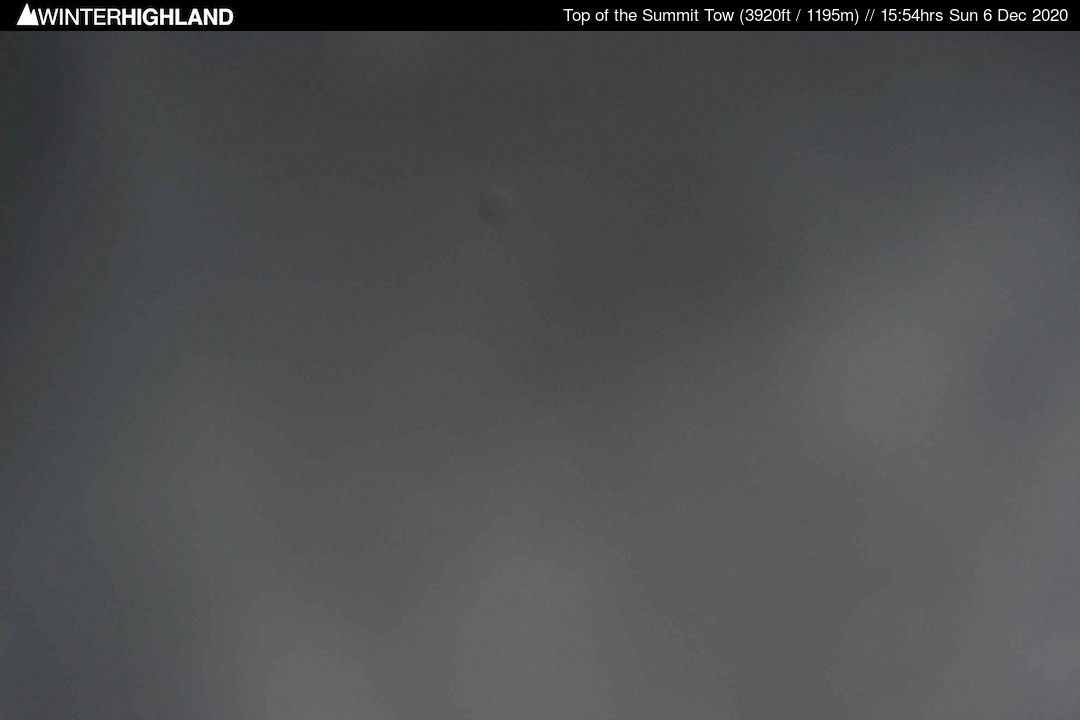 WINTERHIGHLAND
Top of the Summit Tow (3920ft / 1195m) // 15:54hrs Sun 6 Dec 2020